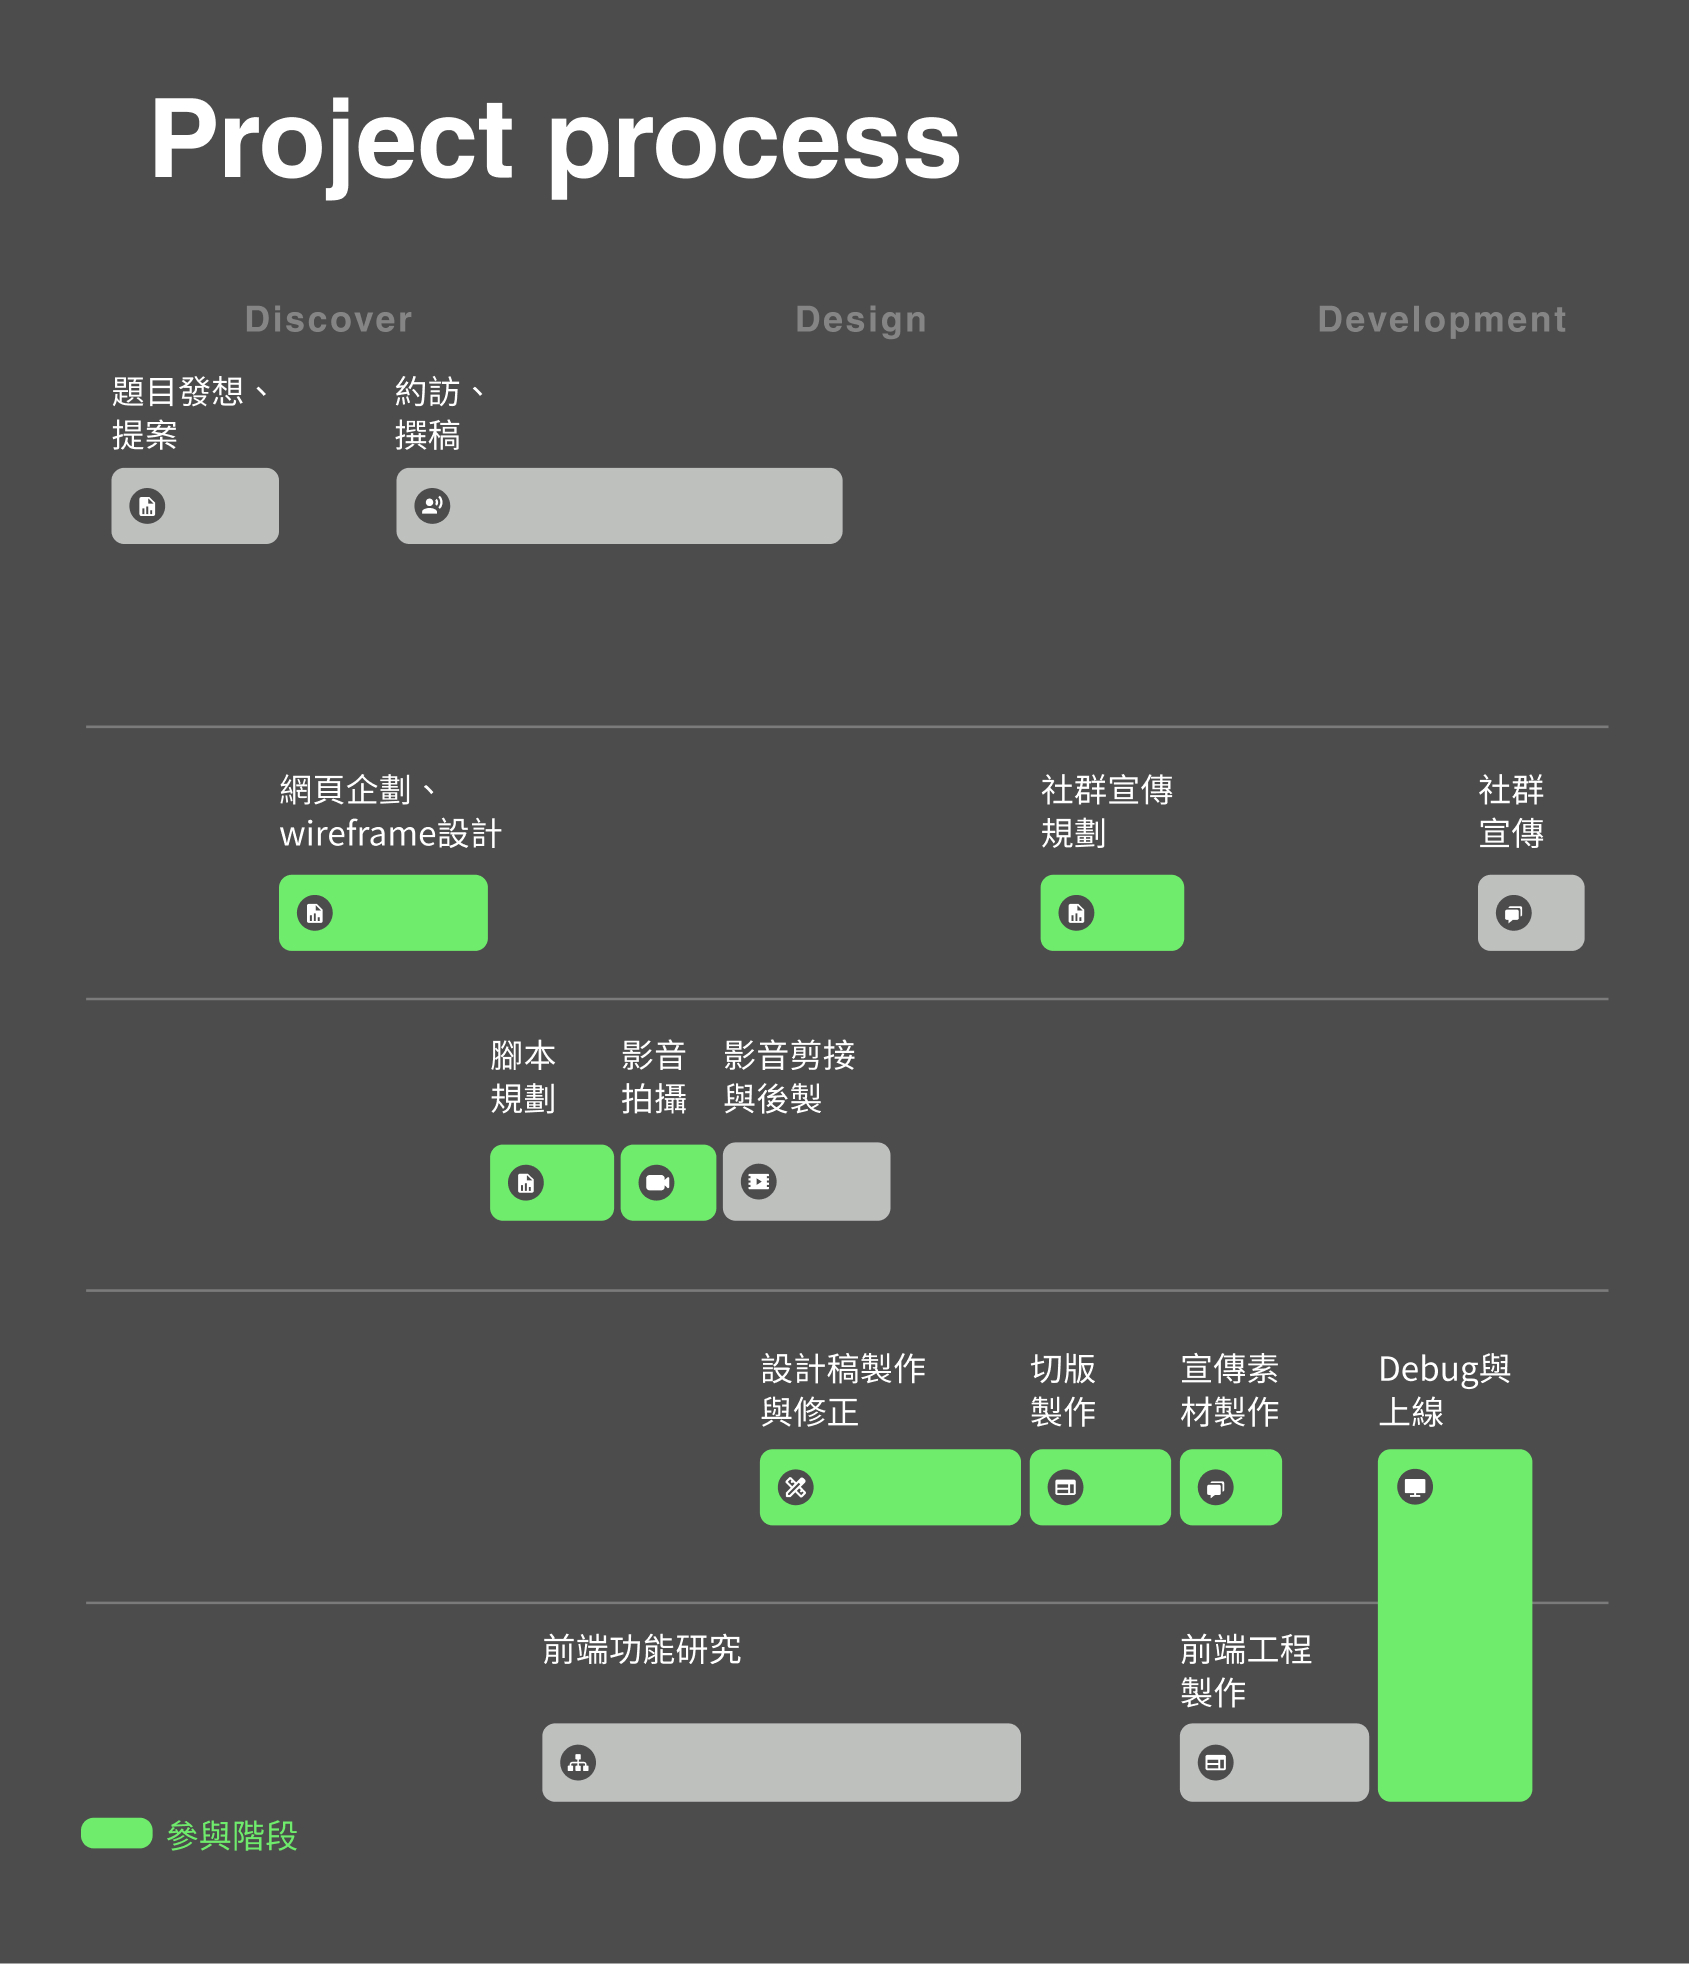 Project process
Discover
Design
Development
題目發想、
提案
約訪、
撰稿
網頁企劃、
wireframe設計
社群宣傳
規劃
社群
宣傳
腳本
規劃
影音
拍攝
影音剪接
與後製
設計稿製作
與修正
切版
製作
宣傳素
材製作
Debug與
上線
前端功能研究
前端工程
製作
參與階段